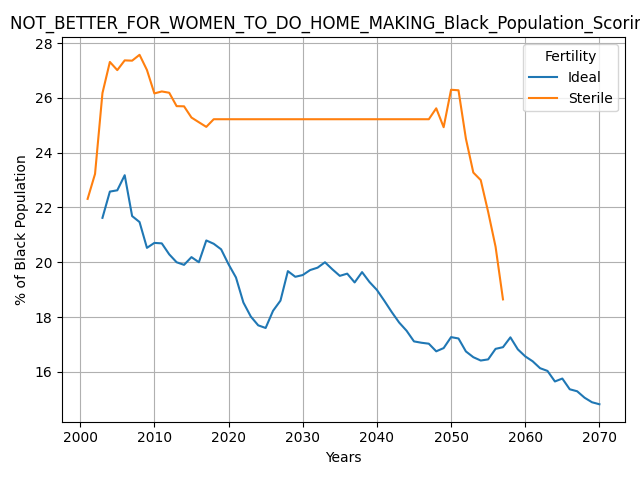 NOT_BETTER_FOR_WOMEN_TO_DO_HOME_MAKING_Black_Population_Scorin
28
26
24
22
20
18
16
% of Black Population
Fertility
Ideal
Sterile
2000 2010 2020 2030 2040 2050 2060 2070
Years